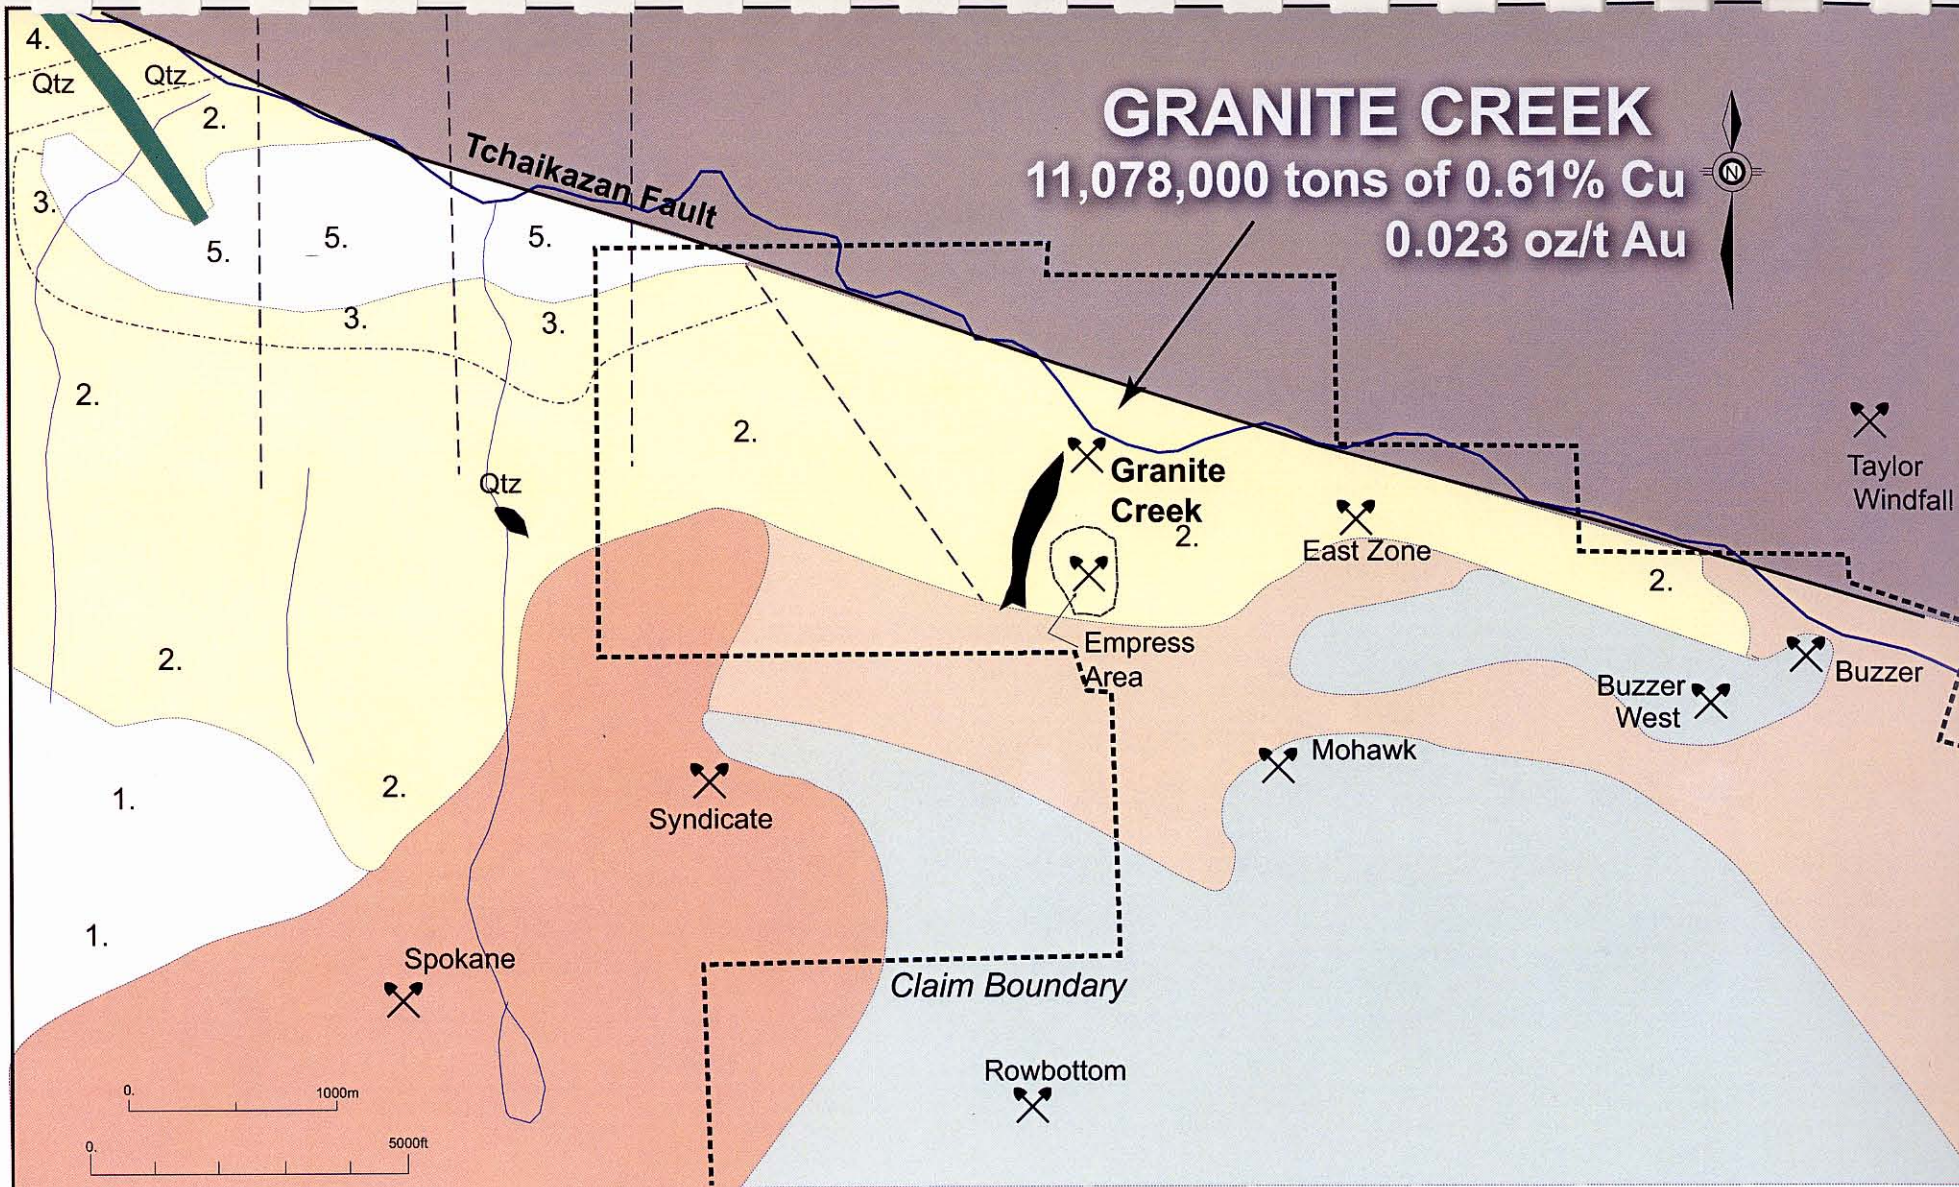 4.
Qtz
Qtz
2.
GRANITE CREEK
11,078,000 tons of 0.61% Cu
0.023 oz/t Au
N
Tchaikazan Fault
3.
5.
5.
5.
3.
3.
2.
2.
Qtz
Granite
Creek
2.
East Zone
Taylor
Windfall
2.
Empress
Area
2.
Buzzer
Buzzer
West
Mohawk
1.
2.
Syndicate
1.
Spokane
Claim Boundary
Rowbottom
0.
1000m
0.
5000ft